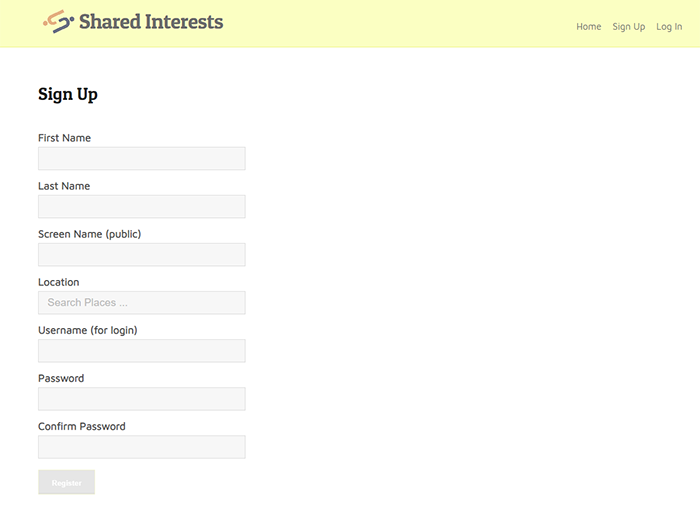 Shared Interests
Home Sign Up Log In
Sign Up
First Name
Last Name
Screen Name (public)
Location
Search Places ...
Username (for login)
Password
Confirm Password
Register